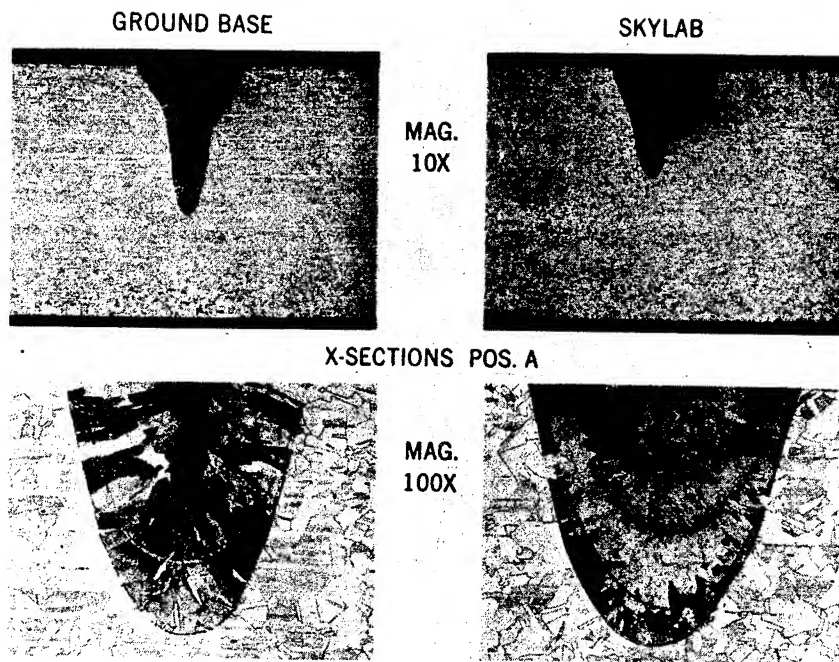 GROUND BASE
SKYLAB
MAG.
10X
X-SECTIONS POS. A
MAG.
100X